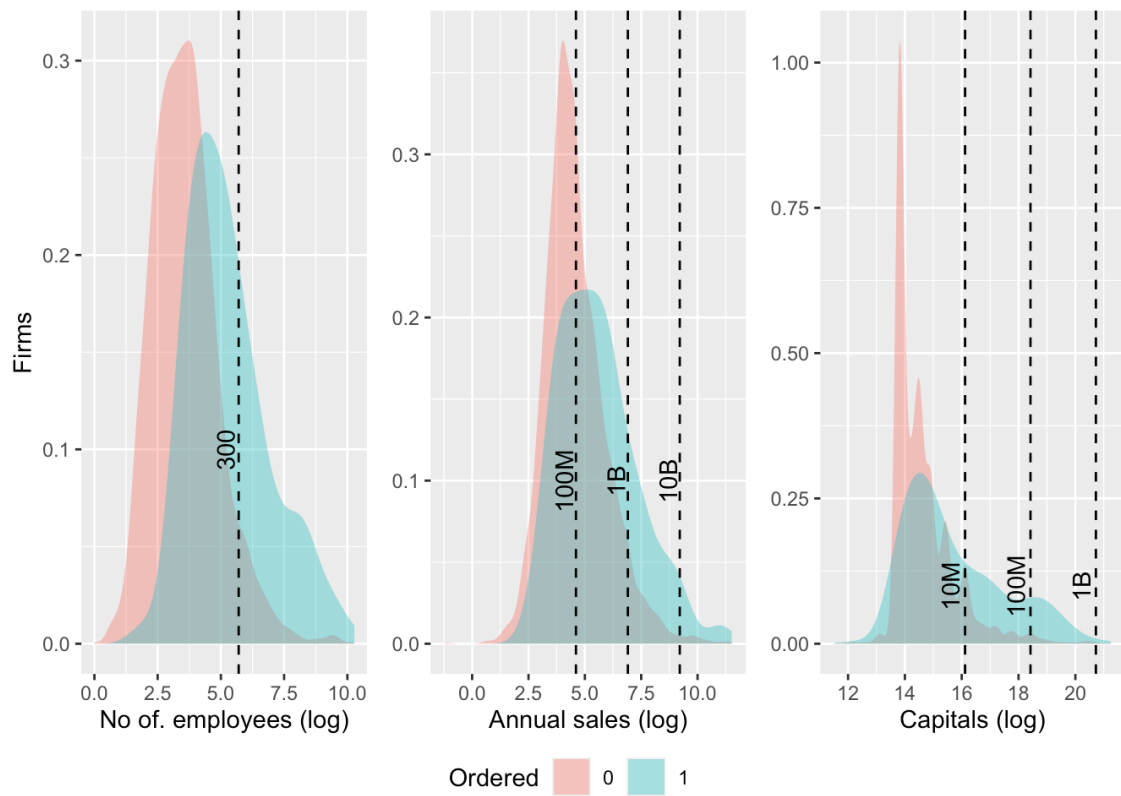 Firms
0.3
0.2
0.1
0.0
300
0.0 2.5 5.0 7.5 10.0
No of. employees (log)
0.3
0.2
0.1
0.0
100M
1B
10B
0.0 2.5 5.0 7.5 10.0
Annual sales (log)
1.00
0.75
0.50
0.25
0.00
10M
100M
1B
12 14 16 18 20
Capitals (log)
Ordered 0 1